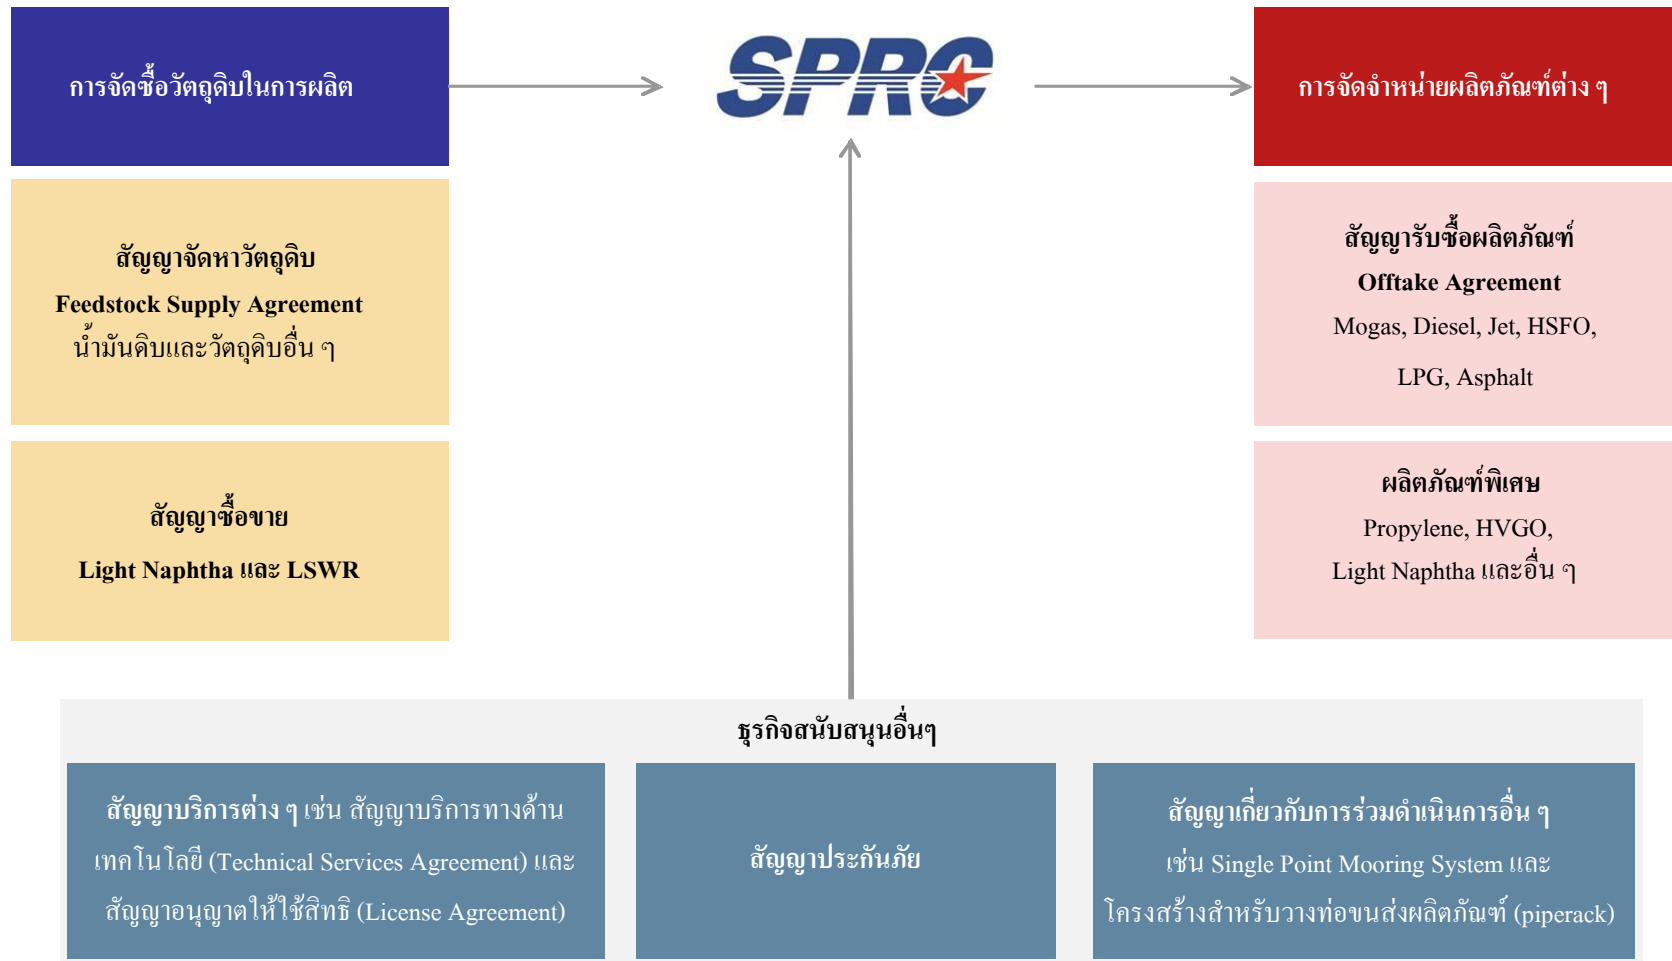 การจัดซื้อวัตถุดิบในการผลิต
SPRC
การจัดจำหน่ายผลิตภัณฑ์ต่าง ๆ
สัญญาจัดหาวัตถุดิบ
Feedstock Supply Agreement
น้ำมันดิบและวัตถุดิบอื่น ๆ
สัญญาซื้อขาย
Light Naphtha และ LSWR
สัญญารับซื้อผลิตภัณฑ์
Offtake Agreement
Mogas, Diesel, Jet, HSFO,
LPG, Asphalt
ผลิตภัณฑ์พิเศษ
Propylene, HVGO,
Light Naphtha และอื่น ๆ
ธุรกิจสนับสนุนอื่นๆ
สัญญาบริการต่าง ๆ เช่น สัญญาบริการทางด้าน
เทคโนโลยี (Technical Services Agreement) และ
สัญญาอนุญาตให้ใช้สิทธิ (License Agreement)
สัญญาประกันภัย
สัญญาเกี่ยวกับการร่วมดำเนินการอื่น ๆ
เช่น Single Point Mooring System และ
โครงสร้างสำหรับวางท่อขนส่งผลิตภัณฑ์ (piperack)